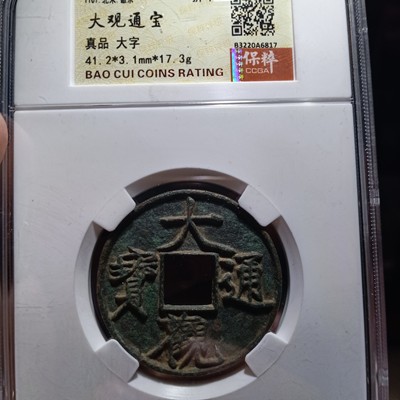 大观通宝
真品 大字
41.2*3.1mm*17.3g
BAO CUI COINS RATING
B3220A6817
保粹
CCGA
大觀通寶